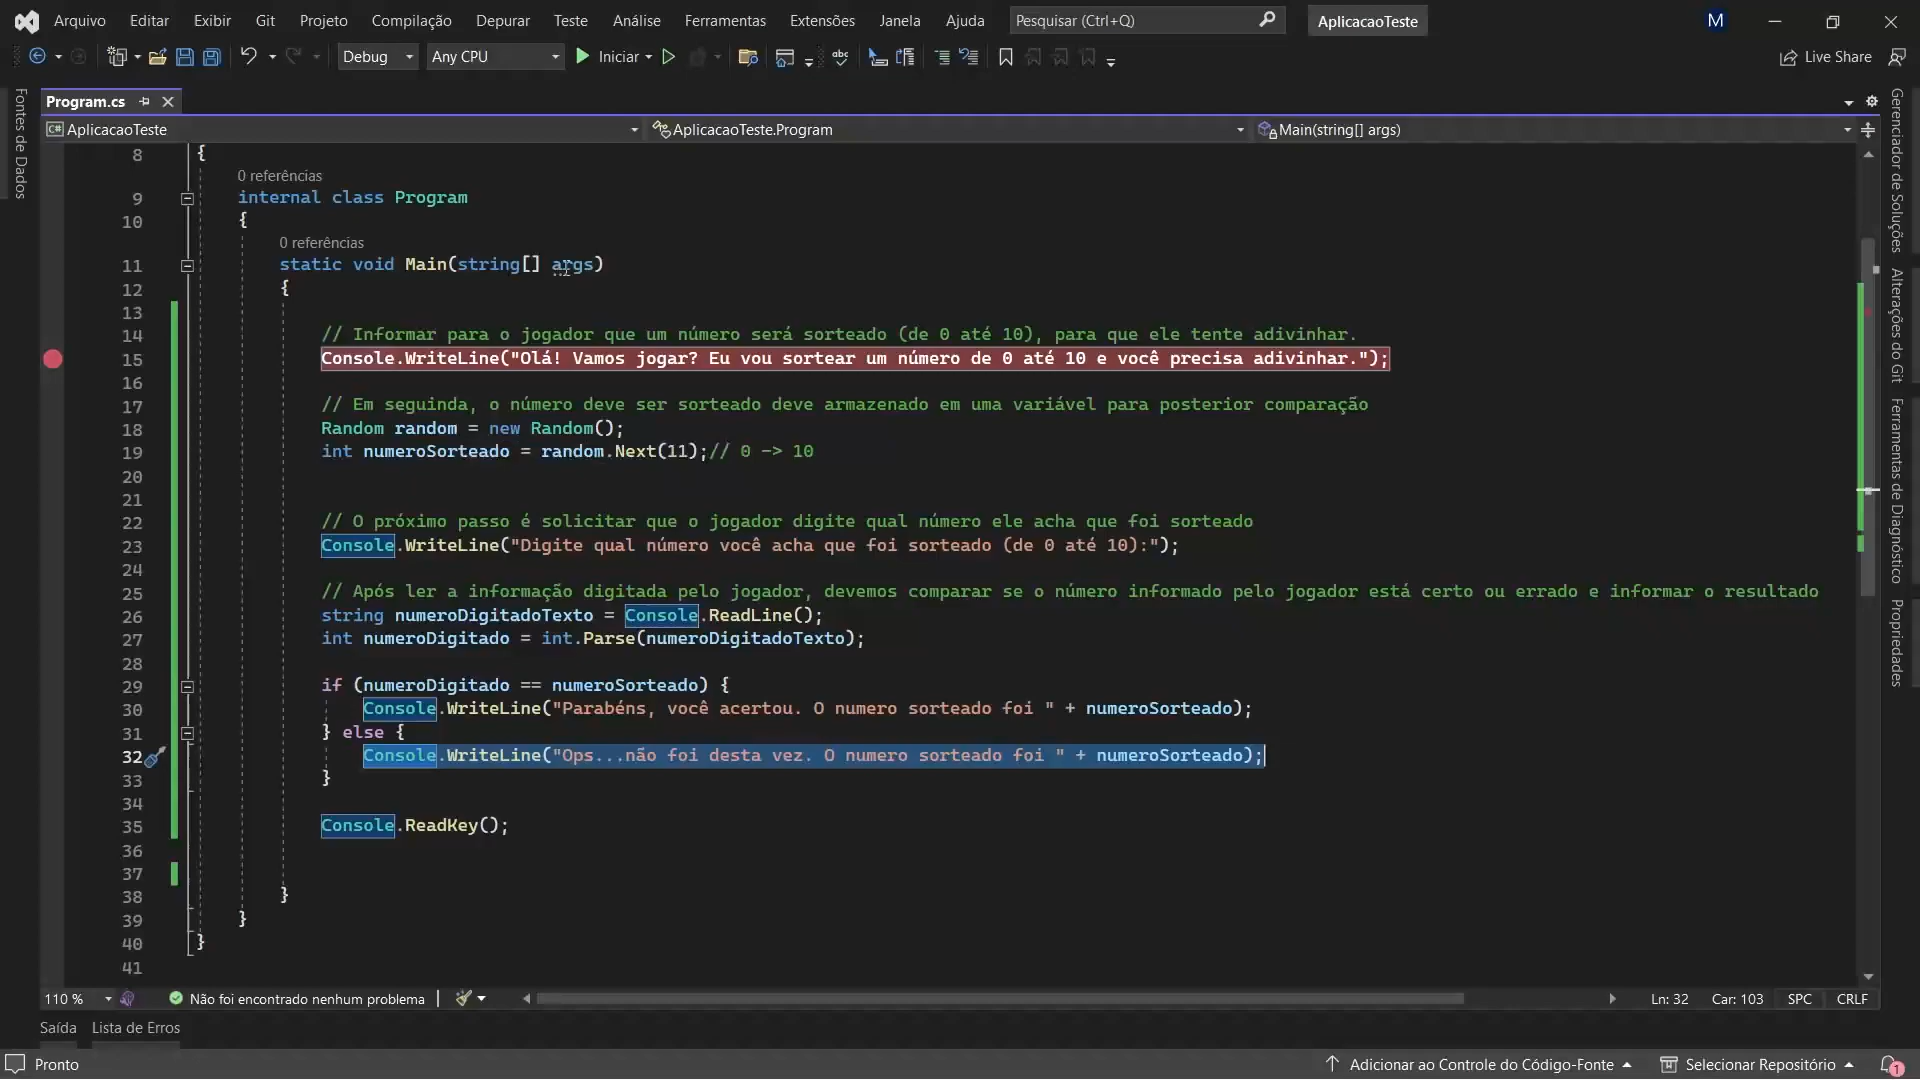 Arquivo Editar Exibir Git Projeto Compilação Depurar Teste Análise Ferramentas Extensões Janela Ajuda Pesquisar (Ctrl+Q) AplicacaoTeste M
Debug Any CPU Iniciar abc Live Share
Fontes de Dados
Program.cs
AplicacaoTeste AplicacaoTeste.Program Main(string[] args)
8 {
0 referências
9 internal class Program
10 {
0 referências
11 static void Main(string[] args)
12 {
13
14 // Informar para o jogador que um número será sorteado (de 0 até 10), para que ele tente adivinhar.
15 Console.WriteLine("Olá! Vamos jogar? Eu vou sortear um número de 0 até 10 e você precisa adivinhar.");
16
17 // Em seguinda, o número deve ser sorteado deve armazenado em uma variável para posterior comparação
18 Random random = new Random();
19 int numeroSorteado = random.Next(11);// 0 -> 10
20
21
22 // O próximo passo é solicitar que o jogador digite qual número ele acha que foi sorteado
23 Console.WriteLine("Digite qual número você acha que foi sorteado (de 0 até 10):");
24
25 // Após ler a informação digitada pelo jogador, devemos comparar se o número informado pelo jogador está certo ou errado e informar o resultado
26 string numeroDigitadoTexto = Console.ReadLine();
27 int numeroDigitado = int.Parse(numeroDigitadoTexto);
28
29 if (numeroDigitado == numeroSorteado) {
30 Console.WriteLine("Parabéns, você acertou. O numero sorteado foi " + numeroSorteado);
31 } else {
32 Console.WriteLine("Ops...não foi desta vez. O numero sorteado foi " + numeroSorteado);
33 }
34
35 Console.ReadKey();
36
37
38 }
39 }
40 }
41
Gerenciador de Soluções
Alterações do Git
Ferramentas de Diagnóstico
Propriedades
110 % Não foi encontrado nenhum problema Ln: 32 Car: 103 SPC CRLF
Saída Lista de Erros
Pronto Adicionar ao Controle do Código-Fonte Selecionar Repositório 1